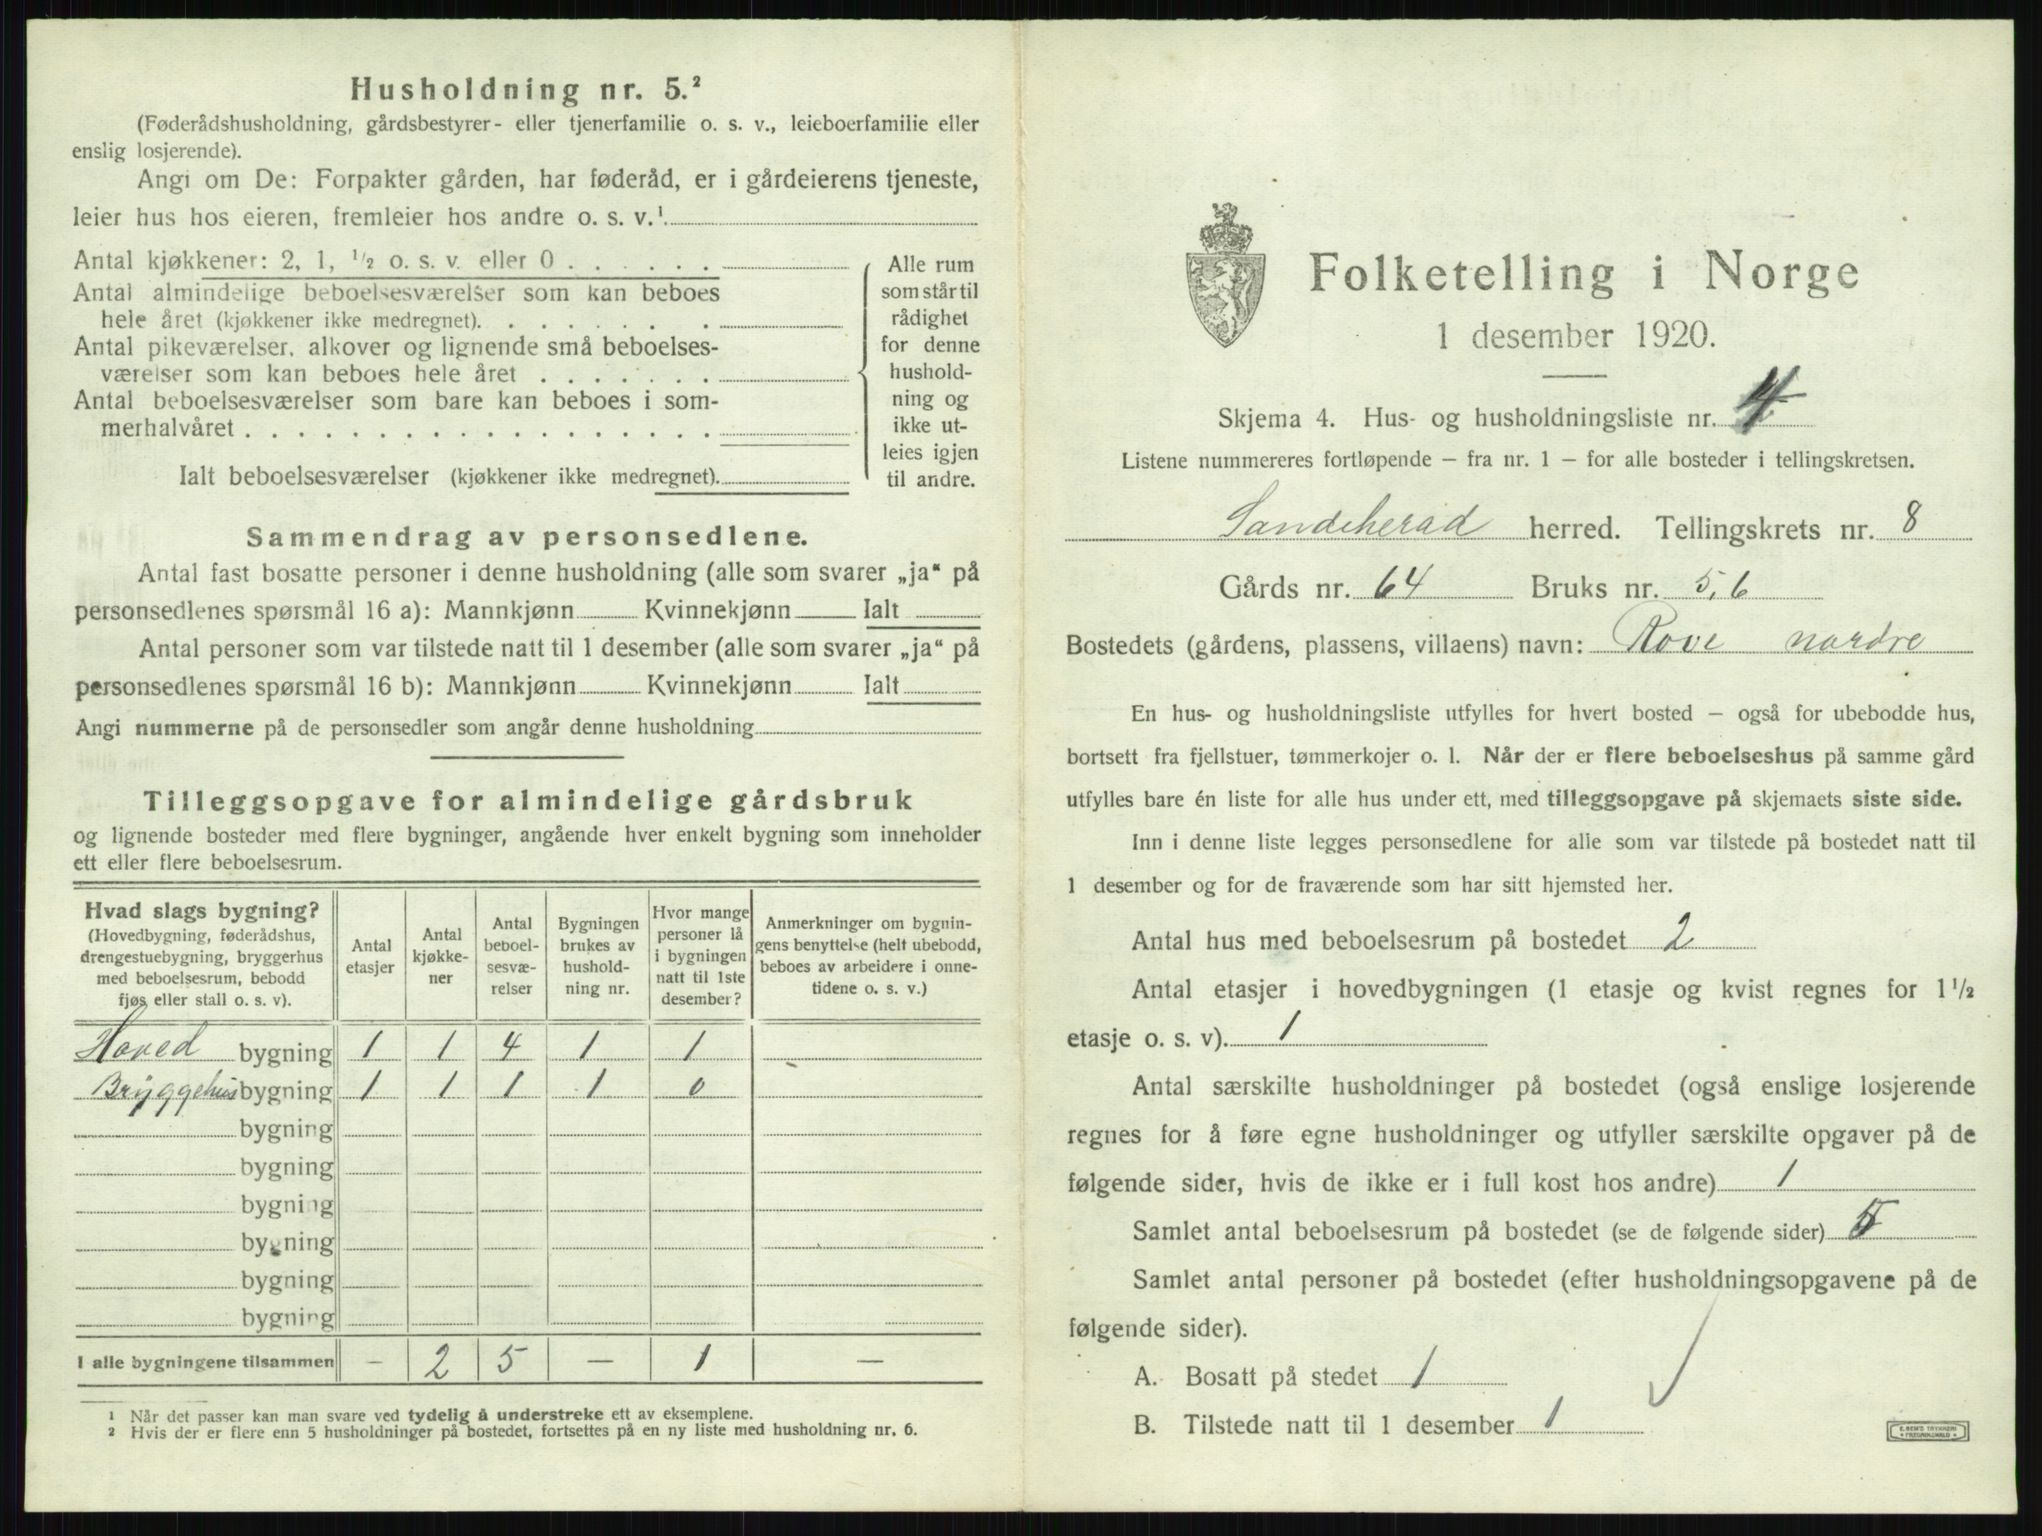 Husholdning nr. 5.²
(Føderådshusholdning, gårdsbestyrer- eller tjenerfamilie o. s. v., leieboerfamilie eller
enslig losjerende).
Angi om De: Forpakter gården, har føderåd, er i gårdeierens tjeneste,
leier hus hos eieren, fremleier hos andre o. s. v.¹
Antal kjøkkener: 2, 1, ½ o. s. v. eller 0 . . . . . .
Antal almindelige beboelsesværelser som kan beboes
hele året (kjøkkener ikke medregnet). . . . . . . .
Antal pikeværelser, alkover og lignende små beboelses-
værelser som kan beboes hele året . . . . . . .
Antal beboelsesværelser som bare kan beboes i som-
merhalvåret . . . . . . . . . . . . . . . . . .
Ialt beboelsesværelser (kjøkkener ikke medregnet).
Alle rum
som står til
rådighet
for denne
hushold-
ning og
ikke ut-
leies igjen
til andre.
Sammendrag av personsedlene.
Antal fast bosatte personer i denne husholdning (alle som svarer „ja“ på
personsedlenes spørsmål 16 a): Mannkjønn Kvinnekjønn Ialt
Antal personer som var tilstede natt til 1 desember (alle som svarer „ja“ på
personsedlenes spørsmål 16 b): Mannkjønn Kvinnekjønn Ialt
Angi nummerne på de personsedler som angår denne husholdning
Tilleggsopgave for almindelige gårdsbruk
og lignende bosteder med flere bygninger, angående hver enkelt bygning som inneholder
ett eller flere beboelsesrum.
Hvad slags bygning?
(Hovedbygning, føderådshus,
drengestuebygning, bryggerhus
med beboelsesrum, bebodd
fjøs eller stall o. s. v).
Antal
etasjer
Antal
kjøkke-
ner
Antal
beboel-
sesvæ-
relser
Bygningen
brukes av
hushold-
ning nr.
Hvor mange
personer lå
i bygningen
natt til 1ste
desember?
Anmerkninger om bygnin-
gens benyttelse (helt ubebodd,
beboes av arbeidere i onne-
tidene o. s. v.)
Hoved bygning 1 1 4 1 1
Bryggehus bygning 1 1 1 1 0
bygning
bygning
bygning
bygning
bygning
bygning
I alle bygningene tilsammen — 2 5 — 1 —
¹ Når det passer kan man svare ved tydelig å understreke ett av eksemplene.
² Hvis der er flere enn 5 husholdninger på bostedet, fortsettes på en ny liste med husholdning nr. 6.
Folketelling i Norge
1 desember 1920.
Skjema 4. Hus- og husholdningsliste nr. 4
Listene nummereres fortløpende – fra nr. 1 – for alle bosteder i tellingskretsen.
Sandeherad herred. Tellingskrets nr. 8
Gårds nr. 64 Bruks nr. 5,6
Bostedets (gårdens, plassens, villaens) navn: Rove nordre
En hus- og husholdningsliste utfylles for hvert bosted – også for ubebodde hus,
bortsett fra fjellstuer, tømmerkojer o. l. Når der er flere beboelseshus på samme gård
utfylles bare én liste for alle hus under ett, med tilleggsopgave på skjemaets siste side.
Inn i denne liste legges personsedlene for alle som var tilstede på bostedet natt til
1 desember og for de fraværende som har sitt hjemsted her.
Antal hus med beboelsesrum på bostedet 2
Antal etasjer i hovedbygningen (1 etasje og kvist regnes for 1½
etasje o. s. v). 1
Antal særskilte husholdninger på bostedet (også enslige losjerende
regnes for å føre egne husholdninger og utfyller særskilte opgaver på de
følgende sider, hvis de ikke er i full kost hos andre) 1
Samlet antal beboelsesrum på bostedet (se de følgende sider) 5
Samlet antal personer på bostedet (efter husholdningsopgavene på de
følgende sider).
A. Bosatt på stedet 1
B. Tilstede natt til 1 desember 1